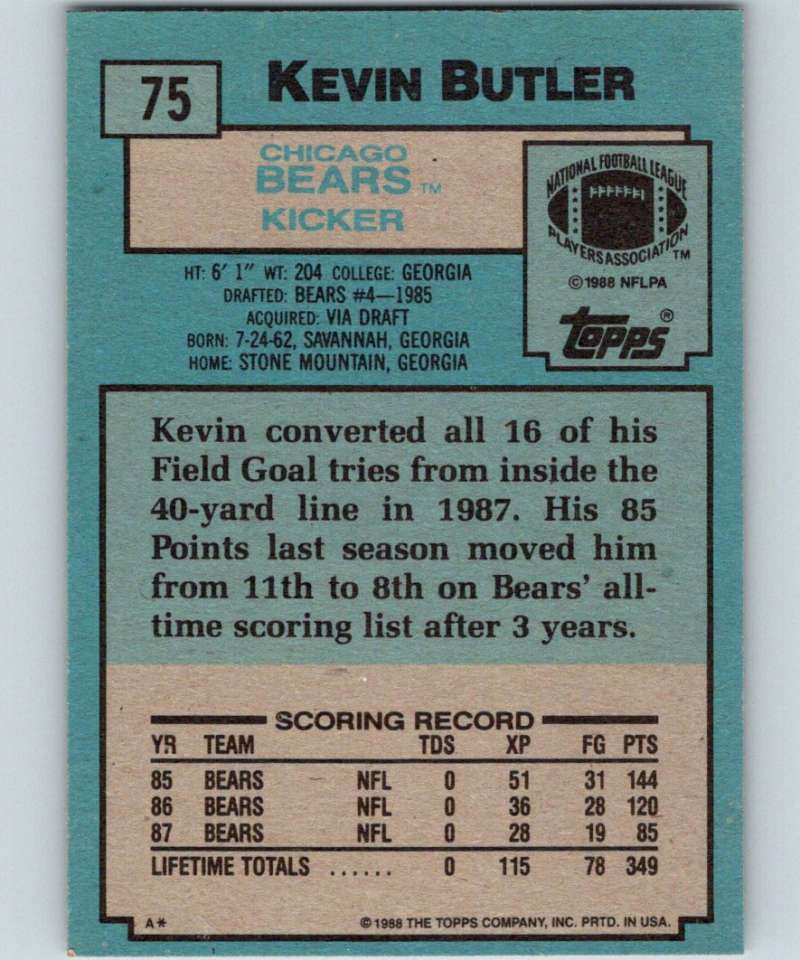 75
KEVIN BUTLER
CHICAGO
BEARS™
KICKER
NATIONAL FOOTBALL LEAGUE
PLAYERS ASSOCIATION™
©1988 NFLPA
topps®
HT: 6' 1" WT: 204 COLLEGE: GEORGIA
DRAFTED: BEARS #4—1985
ACQUIRED: VIA DRAFT
BORN: 7-24-62, SAVANNAH, GEORGIA
HOME: STONE MOUNTAIN, GEORGIA
Kevin converted all 16 of his
Field Goal tries from inside the
40-yard line in 1987. His 85
Points last season moved him
from 11th to 8th on Bears' all-
time scoring list after 3 years.
SCORING RECORD
YR TEAM TDS XP FG PTS
85 BEARS NFL 0 51 31 144
86 BEARS NFL 0 36 28 120
87 BEARS NFL 0 28 19 85
LIFETIME TOTALS ...... 0 115 78 349
A* ©1988 THE TOPPS COMPANY, INC. PRTD. IN USA.